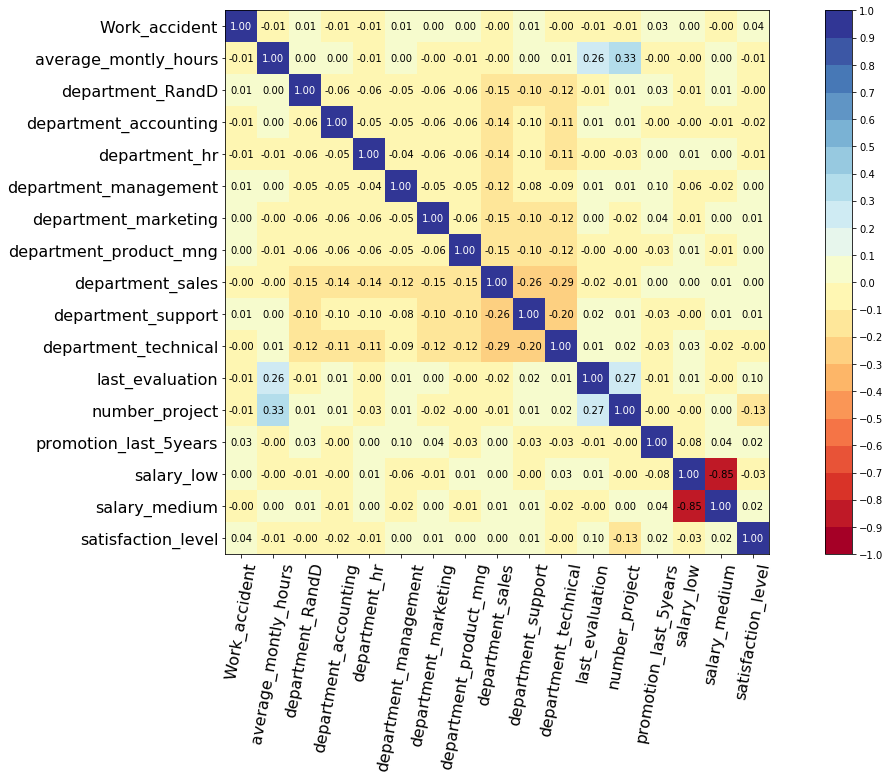 Work_accident 1.00 -0.01 0.01 -0.01 -0.01 0.01 0.00 0.00 -0.00 0.01 -0.00 -0.01 -0.01 0.03 0.00 -0.00 0.04
average_montly_hours -0.01 1.00 0.00 0.00 -0.01 0.00 -0.00 -0.01 -0.00 0.00 0.01 0.26 0.33 -0.00 -0.00 0.00 -0.01
department_RandD 0.01 0.00 1.00 -0.06 -0.06 -0.05 -0.06 -0.06 -0.15 -0.10 -0.12 -0.01 0.01 0.03 -0.01 0.01 -0.00
department_accounting -0.01 0.00 -0.06 1.00 -0.05 -0.05 -0.06 -0.06 -0.14 -0.10 -0.11 0.01 0.01 -0.00 -0.00 -0.01 -0.02
department_hr -0.01 -0.01 -0.06 -0.05 1.00 -0.04 -0.06 -0.06 -0.14 -0.10 -0.11 -0.00 -0.03 0.00 0.01 0.00 -0.01
department_management 0.01 0.00 -0.05 -0.05 -0.04 1.00 -0.05 -0.05 -0.12 -0.08 -0.09 0.01 0.01 0.10 -0.06 -0.02 0.00
department_marketing 0.00 -0.00 -0.06 -0.06 -0.06 -0.05 1.00 -0.06 -0.15 -0.10 -0.12 0.00 -0.02 0.04 -0.01 0.00 0.01
department_product_mng 0.00 -0.01 -0.06 -0.06 -0.06 -0.05 -0.06 1.00 -0.15 -0.10 -0.12 -0.00 -0.00 -0.03 0.01 -0.01 0.00
department_sales -0.00 -0.00 -0.15 -0.14 -0.14 -0.12 -0.15 -0.15 1.00 -0.26 -0.29 -0.02 -0.01 0.00 0.00 0.01 0.00
department_support 0.01 0.00 -0.10 -0.10 -0.10 -0.08 -0.10 -0.10 -0.26 1.00 -0.20 0.02 0.01 -0.03 -0.00 0.01 0.01
department_technical -0.00 0.01 -0.12 -0.11 -0.11 -0.09 -0.12 -0.12 -0.29 -0.20 1.00 0.01 0.02 -0.03 0.03 -0.02 -0.00
last_evaluation -0.01 0.26 -0.01 0.01 -0.00 0.01 0.00 -0.00 -0.02 0.02 0.01 1.00 0.27 -0.01 0.01 -0.00 0.10
number_project -0.01 0.33 0.01 0.01 -0.03 0.01 -0.02 -0.00 -0.01 0.01 0.02 0.27 1.00 -0.00 -0.00 0.00 -0.13
promotion_last_5years 0.03 -0.00 0.03 -0.00 0.00 0.10 0.04 -0.03 0.00 -0.03 -0.03 -0.01 -0.00 1.00 -0.08 0.04 0.02
salary_low 0.00 -0.00 -0.01 -0.00 0.01 -0.06 -0.01 0.01 0.00 -0.00 0.03 0.01 -0.00 -0.08 1.00 -0.85 -0.03
salary_medium -0.00 0.00 0.01 -0.01 0.00 -0.02 0.00 -0.01 0.01 0.01 -0.02 -0.00 0.00 0.04 -0.85 1.00 0.02
satisfaction_level 0.04 -0.01 -0.00 -0.02 -0.01 0.00 0.01 0.00 0.00 0.01 -0.00 0.10 -0.13 0.02 -0.03 0.02 1.00
Work_accident
average_montly_hours
department_RandD
department_accounting
department_hr
department_management
department_marketing
department_product_mng
department_sales
department_support
department_technical
last_evaluation
number_project
promotion_last_5years
salary_low
salary_medium
satisfaction_level
1.0
0.9
0.8
0.7
0.6
0.5
0.4
0.3
0.2
0.1
0.0
−0.1
−0.2
−0.3
−0.4
−0.5
−0.6
−0.7
−0.8
−0.9
−1.0